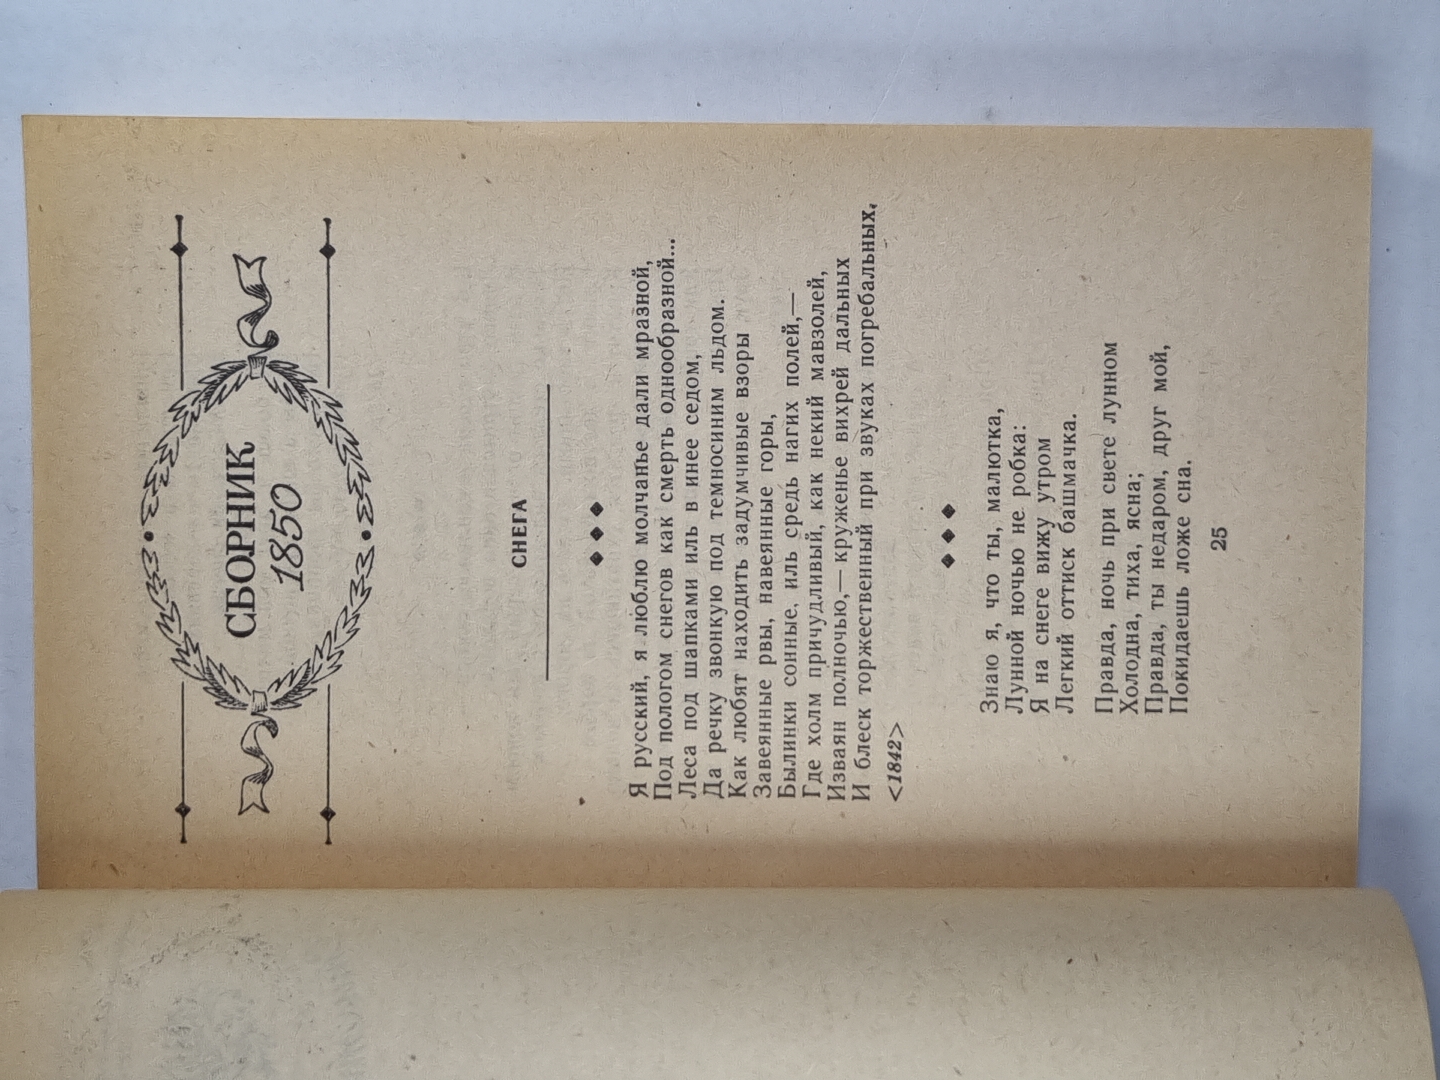 СБОРНИК
1850
СНЕГА
Я русский, я люблю молчанье дали мразной,
Под пологом снегов как смерть однообразной...
Леса под шапками иль в инее седом,
Да речку звонкую под темносиним льдом.
Как любят находить задумчивые взоры
Завеянные рвы, навеянные горы,
Былинки сонные, иль средь нагих полей,—
Где холм причудливый, как некий мавзолей,
Изваян полночью,— круженье вихрей дальных
И блеск торжественный при звуках погребальных.
<1842>
Знаю я, что ты, малютка,
Лунной ночью не робка:
Я на снеге вижу утром
Легкий оттиск башмачка.
Правда, ночь при свете лунном
Холодна, тиха, ясна;
Правда, ты недаром, друг мой,
Покидаешь ложе сна.
25